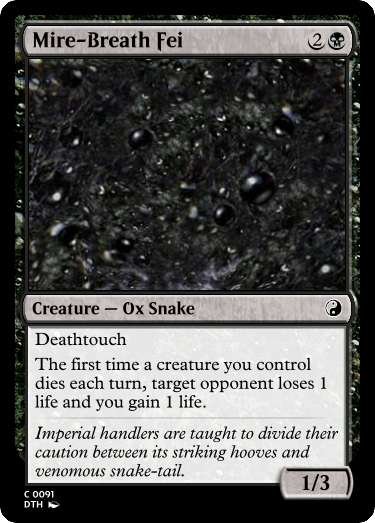 Mire-Breath Fei
2
Creature — Ox Snake
Deathtouch
The first time a creature you control
dies each turn, target opponent loses 1
life and you gain 1 life.
Imperial handlers are taught to divide their
caution between its striking hooves and
venomous snake-tail.
1/3
C 0091
DTH